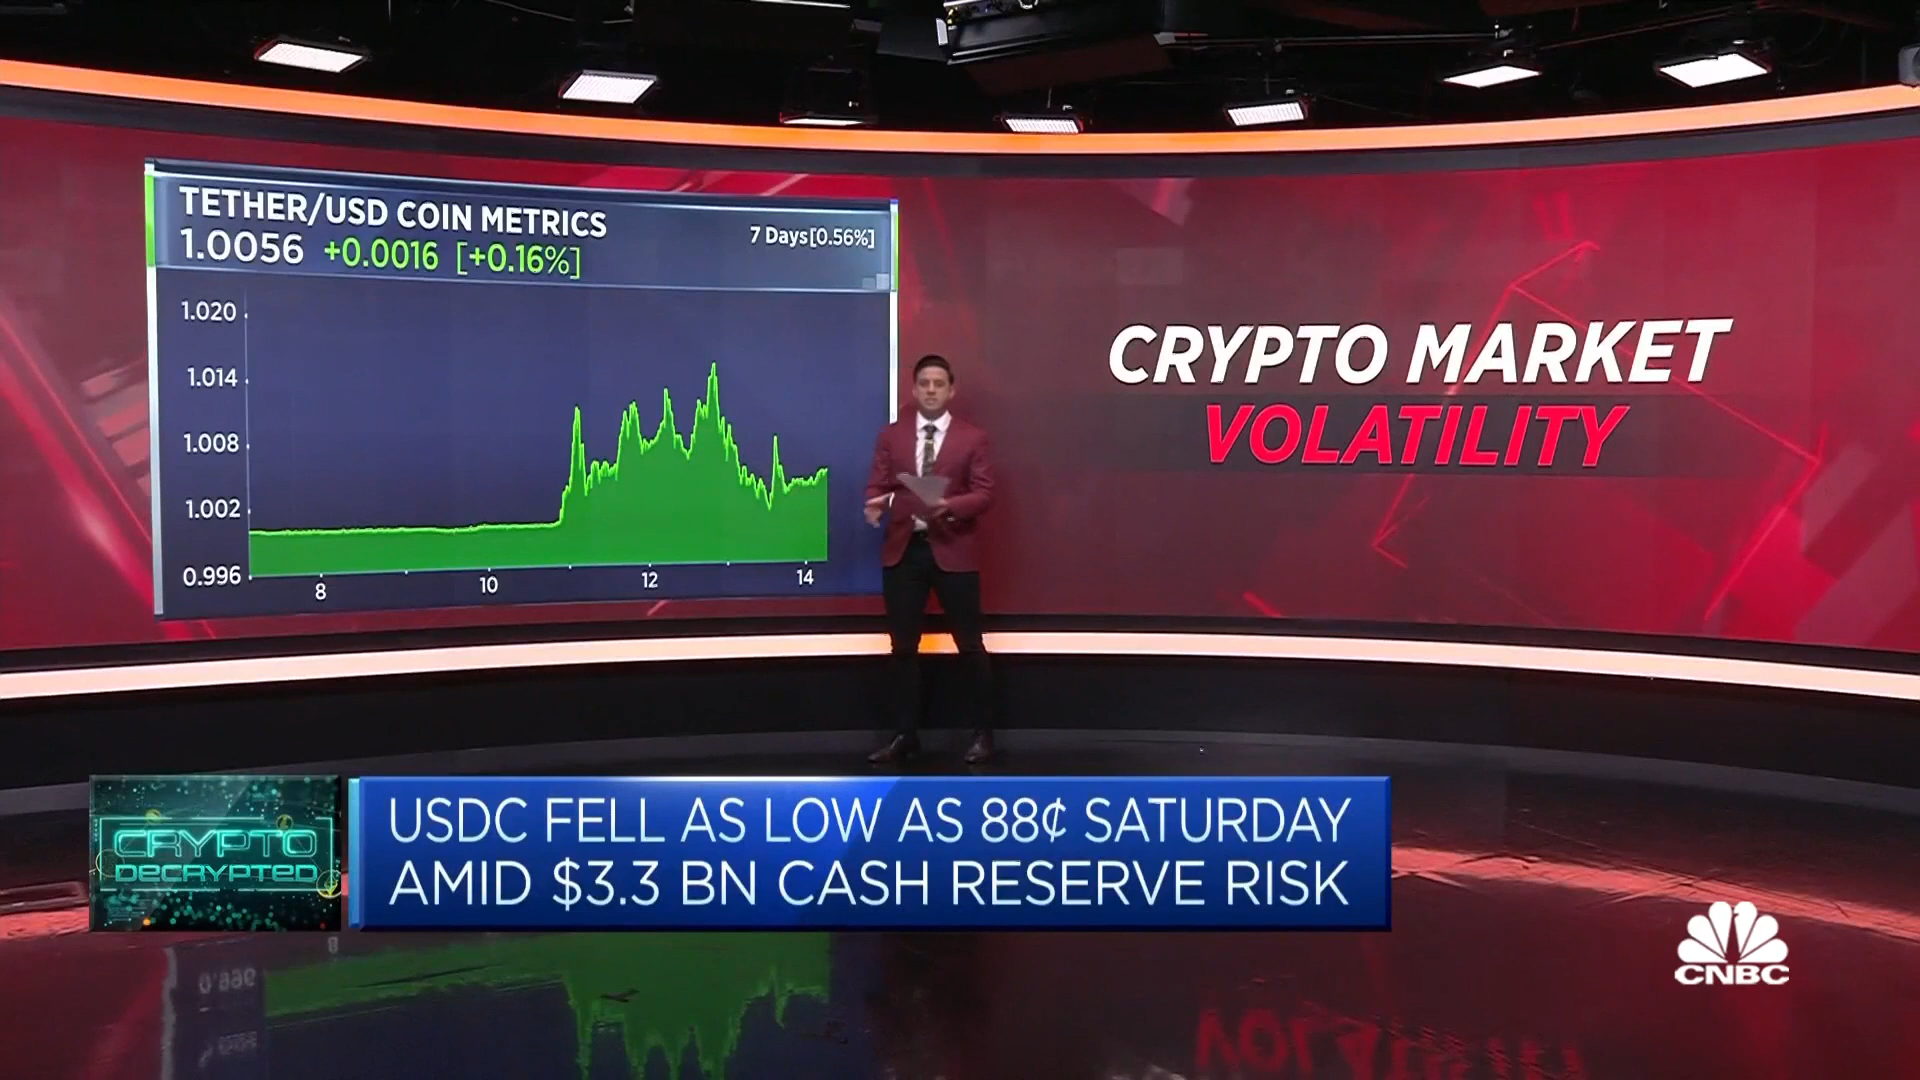 TETHER/USD COIN METRICS
1.0056 +0.0016 [+0.16%]
7 Days[0.56%]
1.020
1.014
1.008
1.002
0.996
8 10 12 14
CRYPTO MARKET
VOLATILITY
CRYPTO
DECRYPTED
USDC FELL AS LOW AS 88¢ SATURDAY
AMID $3.3 BN CASH RESERVE RISK
CNBC